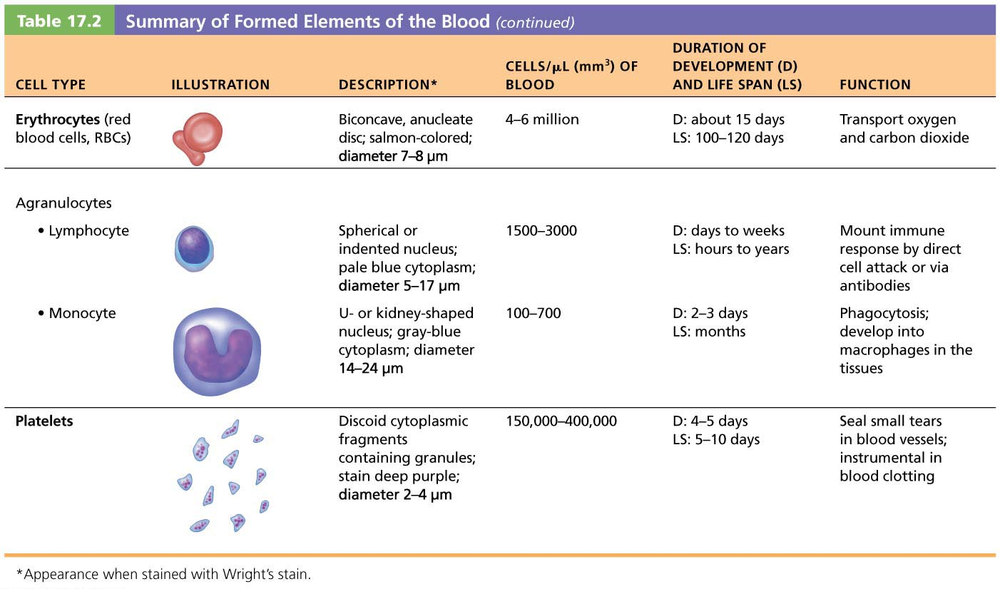 Table 17.2 Summary of Formed Elements of the Blood (continued)
CELL TYPE
ILLUSTRATION
DESCRIPTION*
CELLS/μL (mm³) OF
BLOOD
DURATION OF
DEVELOPMENT (D)
AND LIFE SPAN (LS)
FUNCTION
Erythrocytes (red
blood cells, RBCs)
Biconcave, anucleate
disc; salmon-colored;
diameter 7–8 μm
4–6 million
D: about 15 days
LS: 100–120 days
Transport oxygen
and carbon dioxide
Agranulocytes
• Lymphocyte
Spherical or
indented nucleus;
pale blue cytoplasm;
diameter 5–17 μm
1500–3000
D: days to weeks
LS: hours to years
Mount immune
response by direct
cell attack or via
antibodies
• Monocyte
U- or kidney-shaped
nucleus; gray-blue
cytoplasm; diameter
14–24 μm
100–700
D: 2–3 days
LS: months
Phagocytosis;
develop into
macrophages in the
tissues
Platelets
Discoid cytoplasmic
fragments
containing granules;
stain deep purple;
diameter 2–4 μm
150,000–400,000
D: 4–5 days
LS: 5–10 days
Seal small tears
in blood vessels;
instrumental in
blood clotting
*Appearance when stained with Wright’s stain.